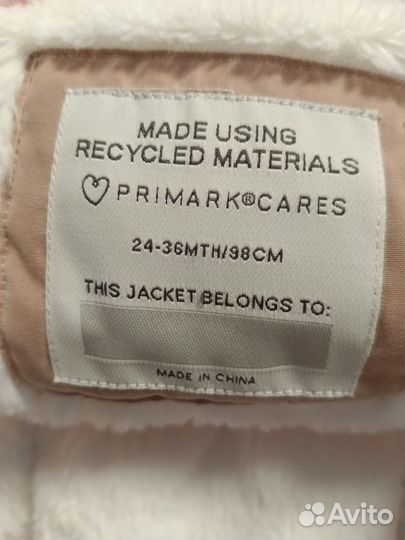 MADE USING
RECYCLED MATERIALS
♡ PRIMARK®CARES
24-36MTH/98CM
THIS JACKET BELONGS TO:
MADE IN CHINA
Avito